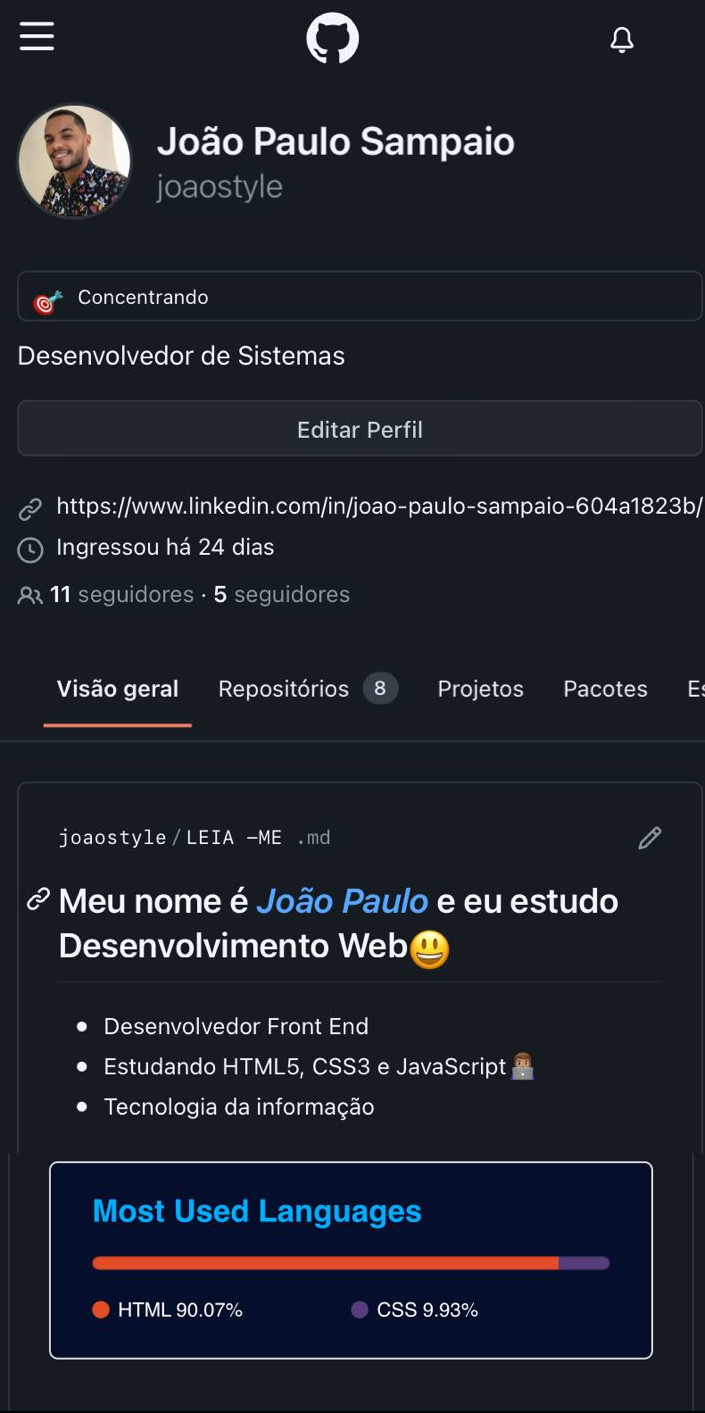 João Paulo Sampaio
joaostyle
Concentrando
Desenvolvedor de Sistemas
Editar Perfil
https://www.linkedin.com/in/joao-paulo-sampaio-604a1823b/
Ingressou há 24 dias
11 seguidores · 5 seguidores
Visão geral Repositórios 8 Projetos Pacotes Es
joaostyle/LEIA -ME .md
Meu nome é João Paulo e eu estudo
Desenvolvimento Web😃
• Desenvolvedor Front End
• Estudando HTML5, CSS3 e JavaScript👨🏽‍💻
• Tecnologia da informação
Most Used Languages
HTML 90.07% CSS 9.93%